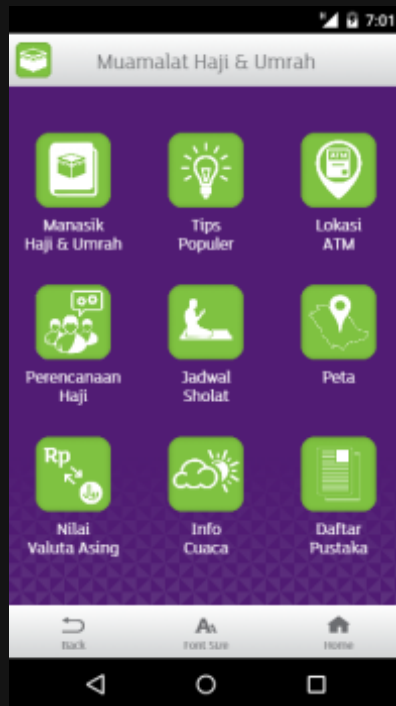 7:01
Muamalat Haji & Umrah
ATM
Manasik
Haji & Umrah
Tips
Populer
Lokasi
ATM
Perencanaan
Haji
Jadwal
Sholat
Peta
Rp
Nilai
Valuta Asing
Info
Cuaca
Daftar
Pustaka
Back
AA
Font Size
Home